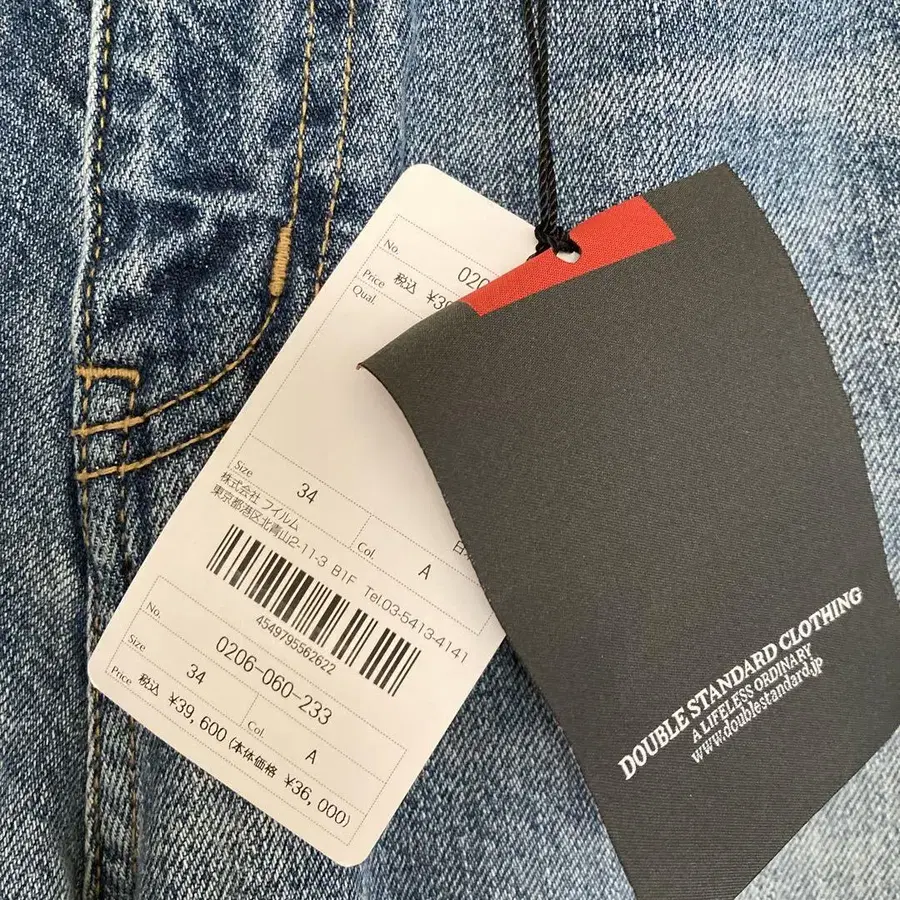 No. 020
Price 税込 ¥39
Qual.
Size 34
Col. A
株式会社 フイルム
東京都港区北青山2-11-3 B1F Tel.03-5413-4141
4549795562622
No. 0206-060-233
Size 34
Col. A
Price 税込 ¥39,600 (本体価格 ¥36,000)
DOUBLE STANDARD CLOTHING
A LIFELESS ORDINARY
www.doublestandard.jp